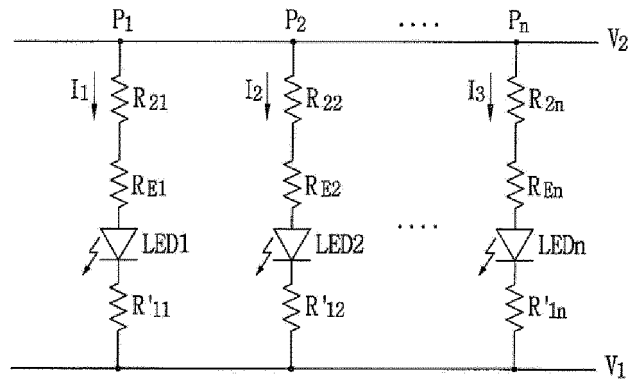 P1 P2 .... Pn
V2
I1 R21 I2 R22 I3 R2n
RE1 RE2 REn
....
LED1 LED2 LEDn
R'11 R'12 R'1n
V1